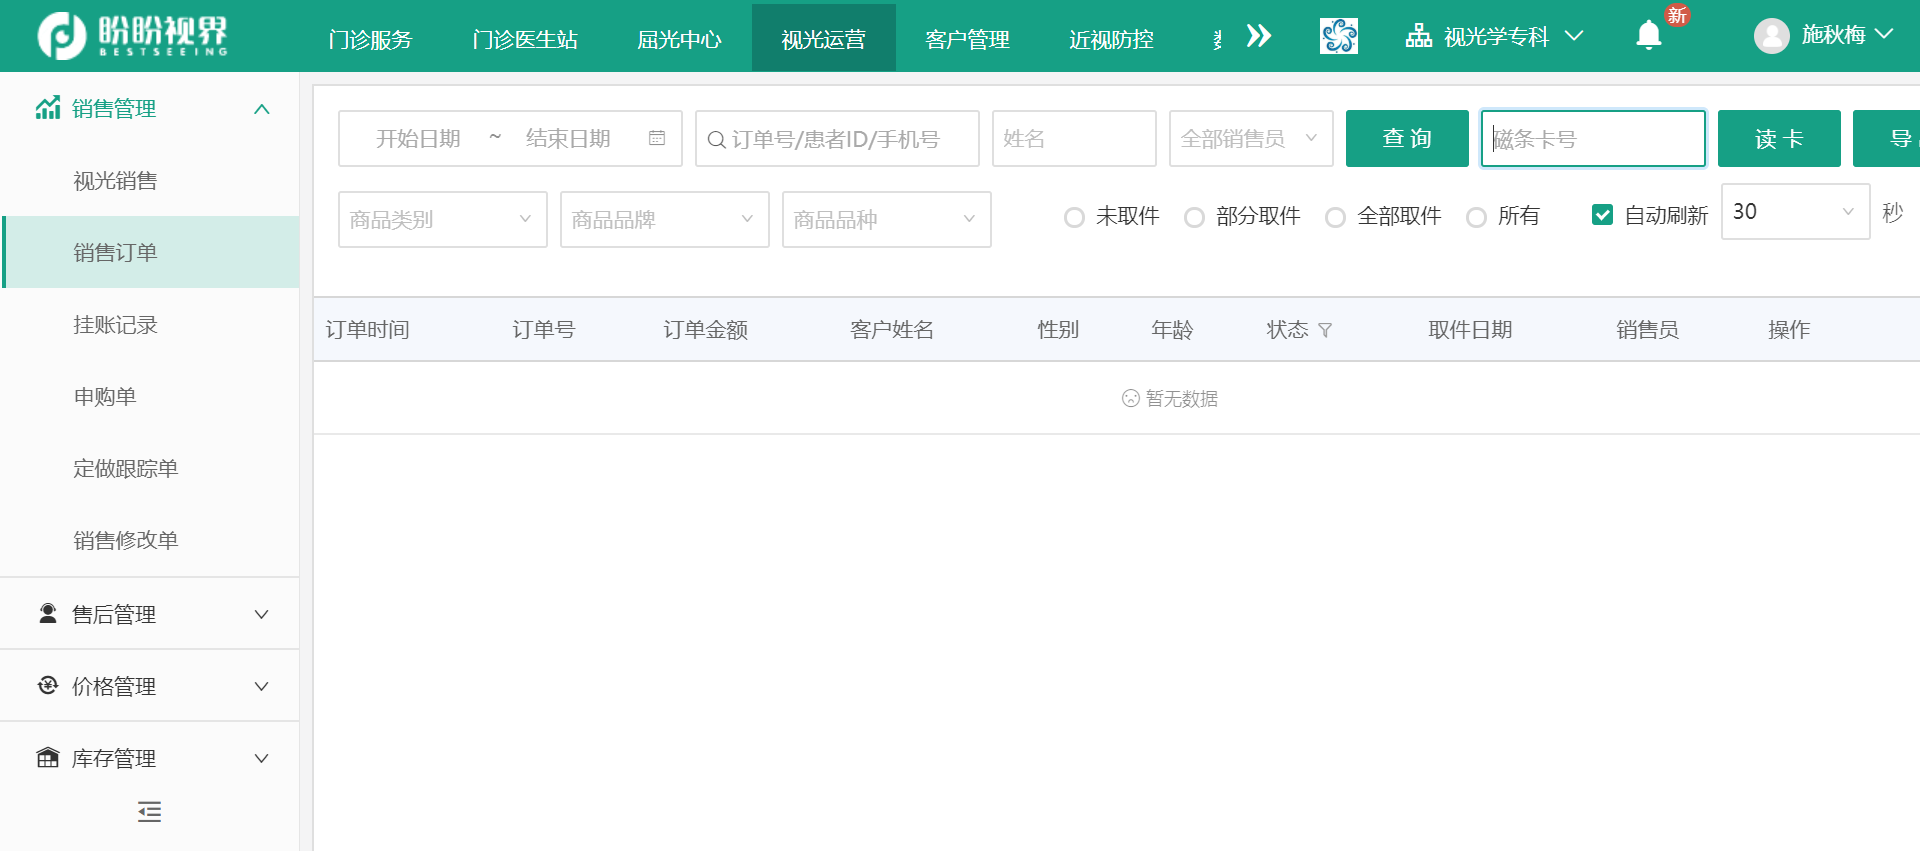 盼盼视界
BESTSEEING
门诊服务 门诊医生站 屈光中心 视光运营 客户管理 近视防控
视光学专科
新
施秋梅
销售管理
视光销售
销售订单
挂账记录
申购单
定做跟踪单
销售修改单
售后管理
价格管理
库存管理
开始日期 ~ 结束日期 订单号/患者ID/手机号 姓名 全部销售员 查 询 磁条卡号 读 卡 导
商品类别 商品品牌 商品品种 未取件 部分取件 全部取件 所有 自动刷新 30 秒
订单时间 订单号 订单金额 客户姓名 性别 年龄 状态 取件日期 销售员 操作
暂无数据